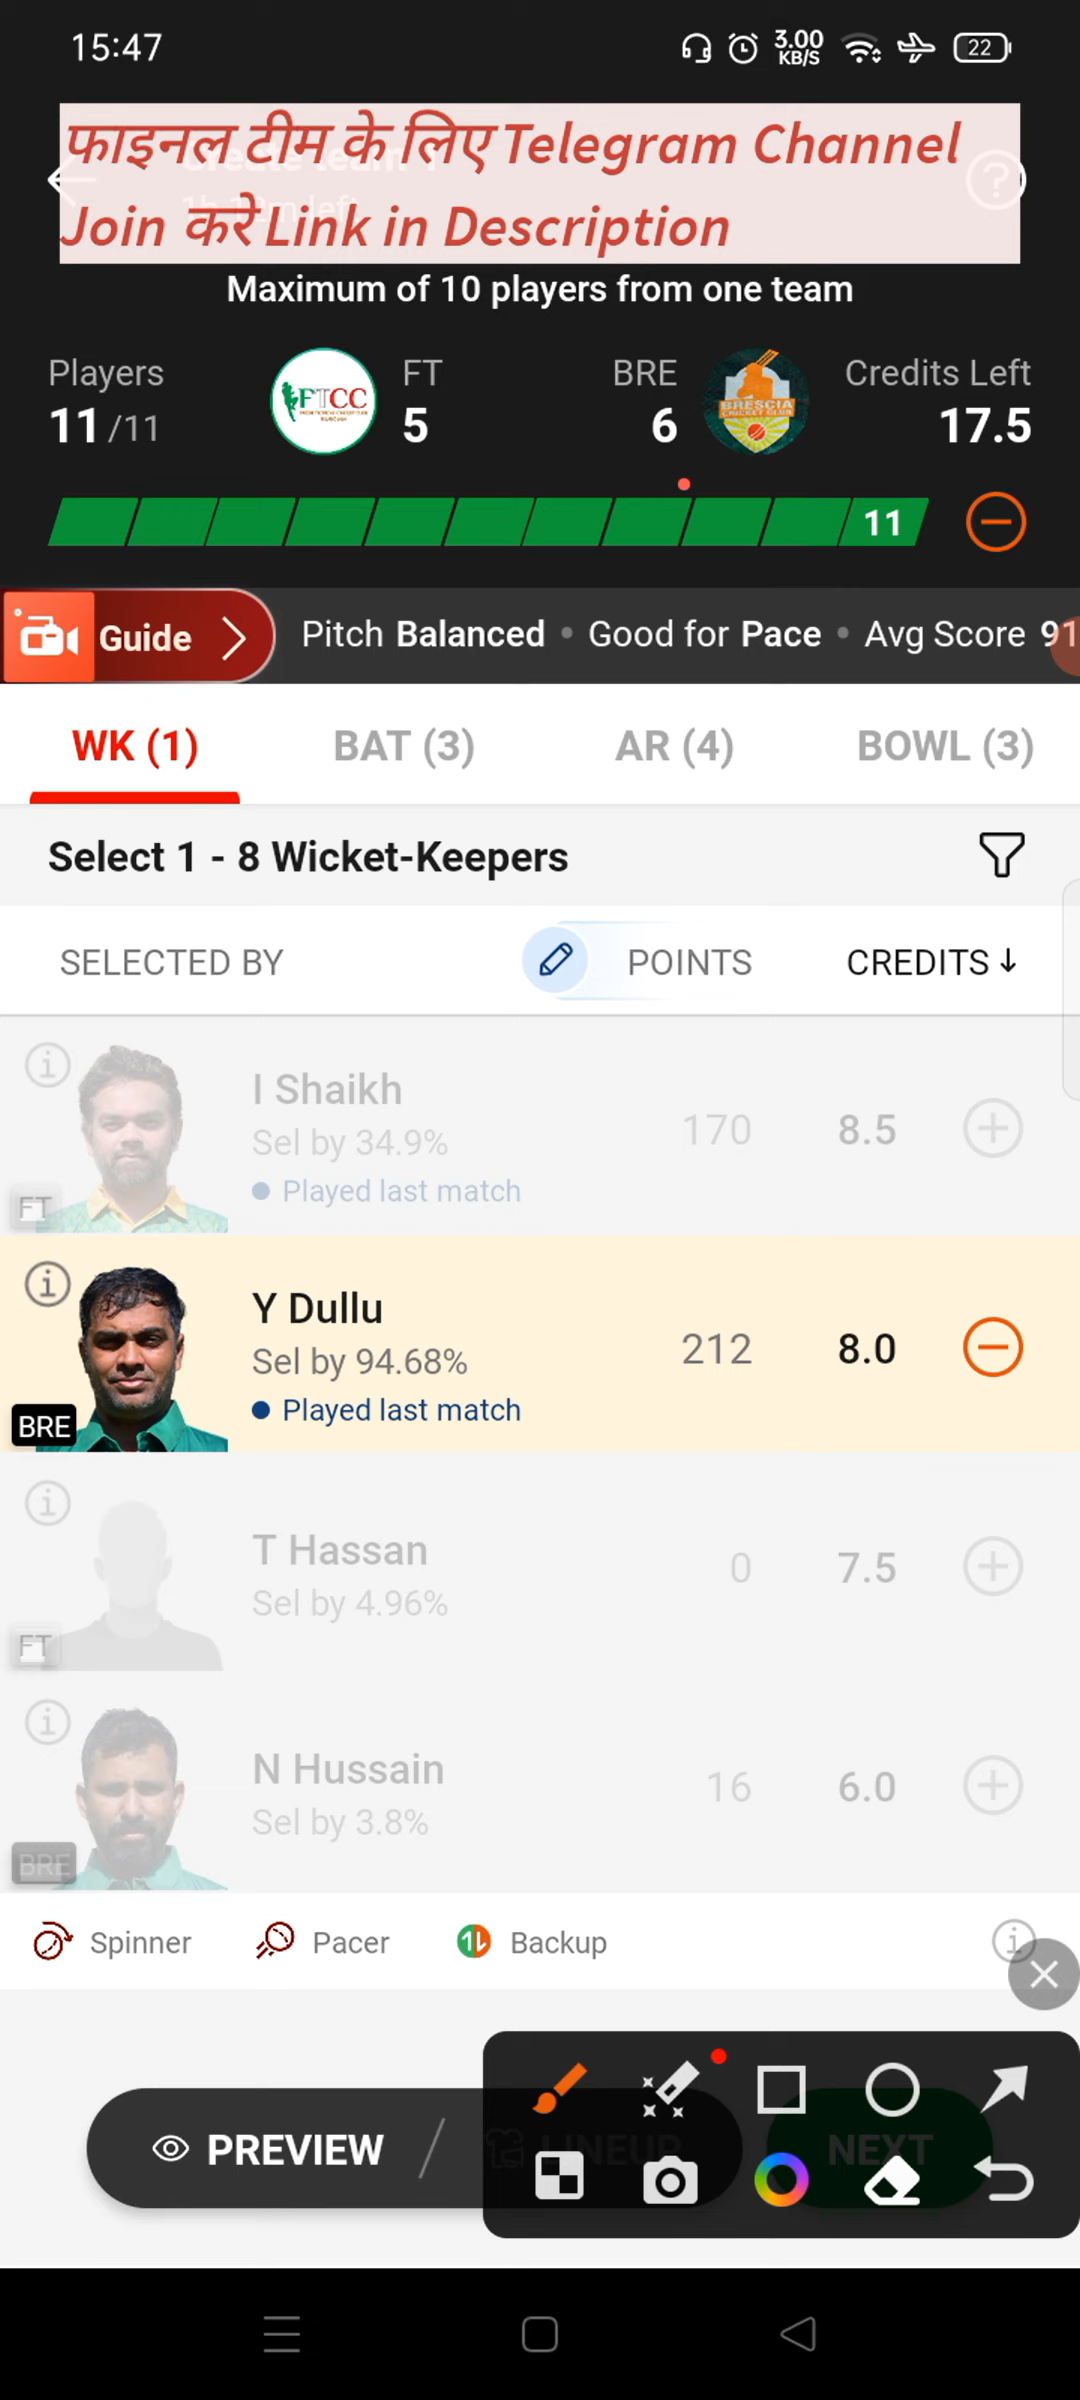 15:47
3.00 KB/S
22
फाइनल टीम के लिए Telegram Channel
Join करे Link in Description
Maximum of 10 players from one team
Players
11/11
FTCC
FT
5
BRE
6
BRESCIA
Credits Left
17.5
11
Guide
Pitch Balanced • Good for Pace • Avg Score 91
WK (1)
BAT (3)
AR (4)
BOWL (3)
Select 1 - 8 Wicket-Keepers
SELECTED BY
POINTS
CREDITS ↓
I Shaikh
Sel by 34.9%
Played last match
170
8.5
FT
Y Dullu
Sel by 94.68%
Played last match
212
8.0
BRE
T Hassan
Sel by 4.96%
0
7.5
FT
N Hussain
Sel by 3.8%
16
6.0
BRE
Spinner
Pacer
Backup
PREVIEW
LINEUP
NEXT